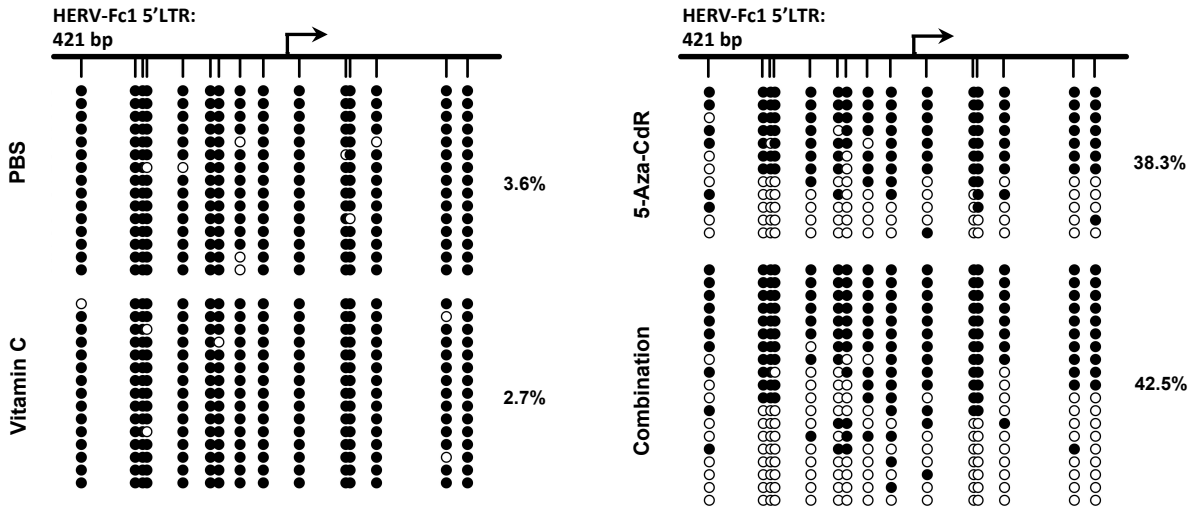 HERV-Fc1 5’LTR:
421 bp
PBS
3.6%
Vitamin C
2.7%
HERV-Fc1 5’LTR:
421 bp
5-Aza-CdR
38.3%
Combination
42.5%